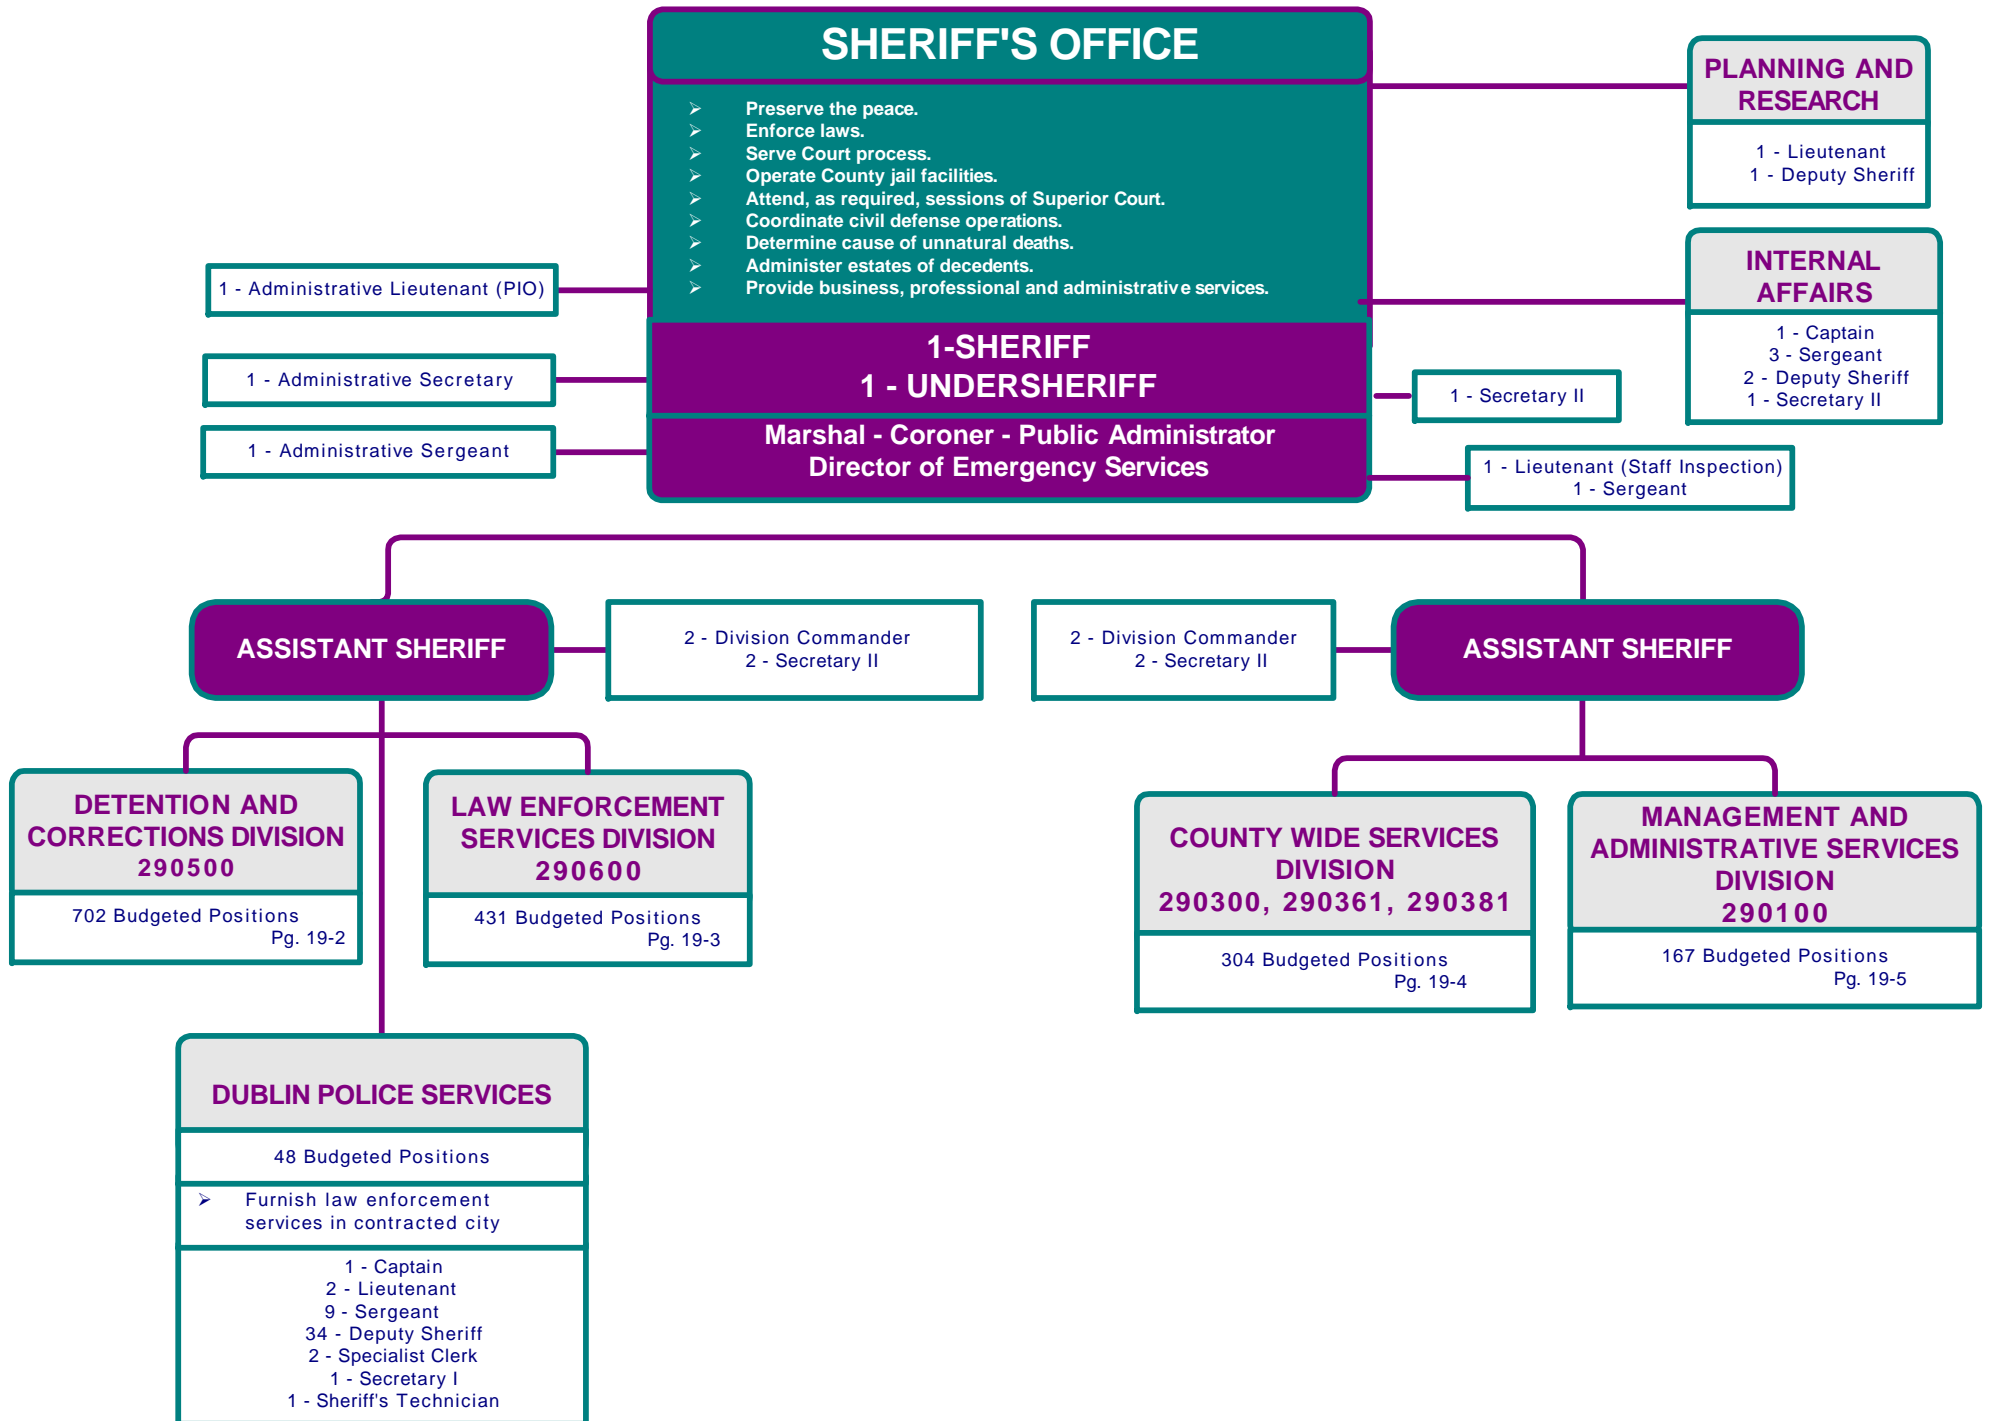 SHERIFF'S OFFICE
➢ Preserve the peace.
➢ Enforce laws.
➢ Serve Court process.
➢ Operate County jail facilities.
➢ Attend, as required, sessions of Superior Court.
➢ Coordinate civil defense operations.
➢ Determine cause of unnatural deaths.
➢ Administer estates of decedents.
➢ Provide business, professional and administrative services.
1-SHERIFF
1 - UNDERSHERIFF
Marshal - Coroner - Public Administrator
Director of Emergency Services
PLANNING AND
RESEARCH
1 - Lieutenant
1 - Deputy Sheriff
INTERNAL
AFFAIRS
1 - Captain
3 - Sergeant
2 - Deputy Sheriff
1 - Secretary II
1 - Administrative Lieutenant (PIO)
1 - Administrative Secretary
1 - Administrative Sergeant
1 - Secretary II
1 - Lieutenant (Staff Inspection)
1 - Sergeant
ASSISTANT SHERIFF
2 - Division Commander
2 - Secretary II
2 - Division Commander
2 - Secretary II
ASSISTANT SHERIFF
DETENTION AND
CORRECTIONS DIVISION
290500
702 Budgeted Positions
Pg. 19-2
LAW ENFORCEMENT
SERVICES DIVISION
290600
431 Budgeted Positions
Pg. 19-3
COUNTY WIDE SERVICES
DIVISION
290300, 290361, 290381
304 Budgeted Positions
Pg. 19-4
MANAGEMENT AND
ADMINISTRATIVE SERVICES
DIVISION
290100
167 Budgeted Positions
Pg. 19-5
DUBLIN POLICE SERVICES
48 Budgeted Positions
➢ Furnish law enforcement
services in contracted city
1 - Captain
2 - Lieutenant
9 - Sergeant
34 - Deputy Sheriff
2 - Specialist Clerk
1 - Secretary I
1 - Sheriff's Technician